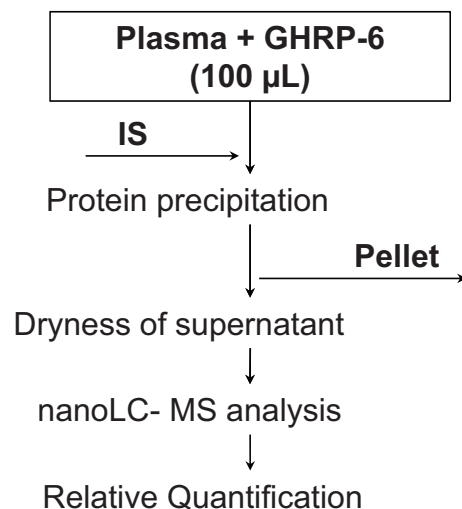 Plasma + GHRP-6
(100 µL)
IS
Protein precipitation
Pellet
Dryness of supernatant
nanoLC- MS analysis
Relative Quantification